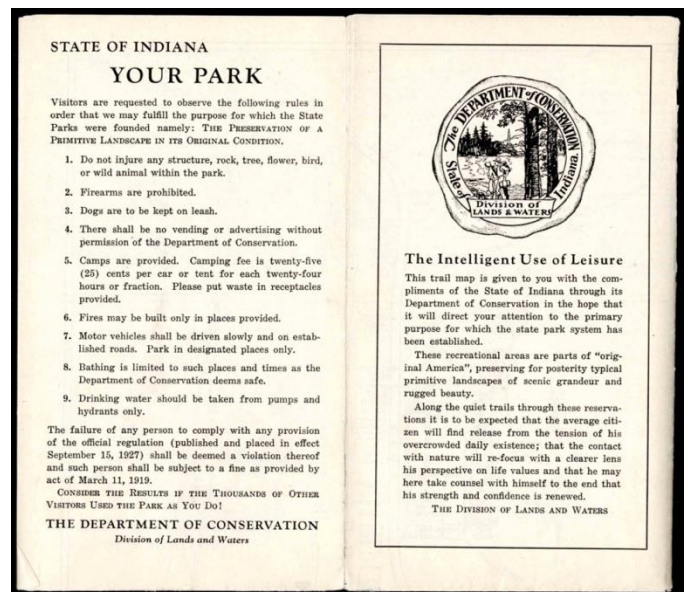 STATE OF INDIANA
YOUR PARK
Visitors are requested to observe the following rules in
order that we may fulfill the purpose for which the State
Parks were founded namely: THE PRESERVATION OF A
PRIMITIVE LANDSCAPE IN ITS ORIGINAL CONDITION.
1. Do not injure any structure, rock, tree, flower, bird,
or wild animal within the park.
2. Firearms are prohibited.
3. Dogs are to be kept on leash.
4. There shall be no vending or advertising without
permission of the Department of Conservation.
5. Camps are provided. Camping fee is twenty-five
(25) cents per car or tent for each twenty-four
hours or fraction. Please put waste in receptacles
provided.
6. Fires may be built only in places provided.
7. Motor vehicles shall be driven slowly and on estab-
lished roads. Park in designated places only.
8. Bathing is limited to such places and times as the
Department of Conservation deems safe.
9. Drinking water should be taken from pumps and
hydrants only.
The failure of any person to comply with any provision
of the official regulation (published and placed in effect
September 15, 1927) shall be deemed a violation thereof
and such person shall be subject to a fine as provided by
act of March 11, 1919.
CONSIDER THE RESULTS IF THE THOUSANDS OF OTHER
VISITORS USED THE PARK AS YOU DO!
THE DEPARTMENT OF CONSERVATION
Division of Lands and Waters
The DEPARTMENT of CONSERVATION
State of Indiana.
Division of
LANDS & WATERS
The Intelligent Use of Leisure
This trail map is given to you with the com-
pliments of the State of Indiana through its
Department of Conservation in the hope that
it will direct your attention to the primary
purpose for which the state park system has
been established.
These recreational areas are parts of "orig-
inal America", preserving for posterity typical
primitive landscapes of scenic grandeur and
rugged beauty.
Along the quiet trails through these reserva-
tions it is to be expected that the average citi-
zen will find release from the tension of his
overcrowded daily existence; that the contact
with nature will re-focus with a clearer lens
his perspective on life values and that he may
here take counsel with himself to the end that
his strength and confidence is renewed.
THE DIVISION OF LANDS AND WATERS